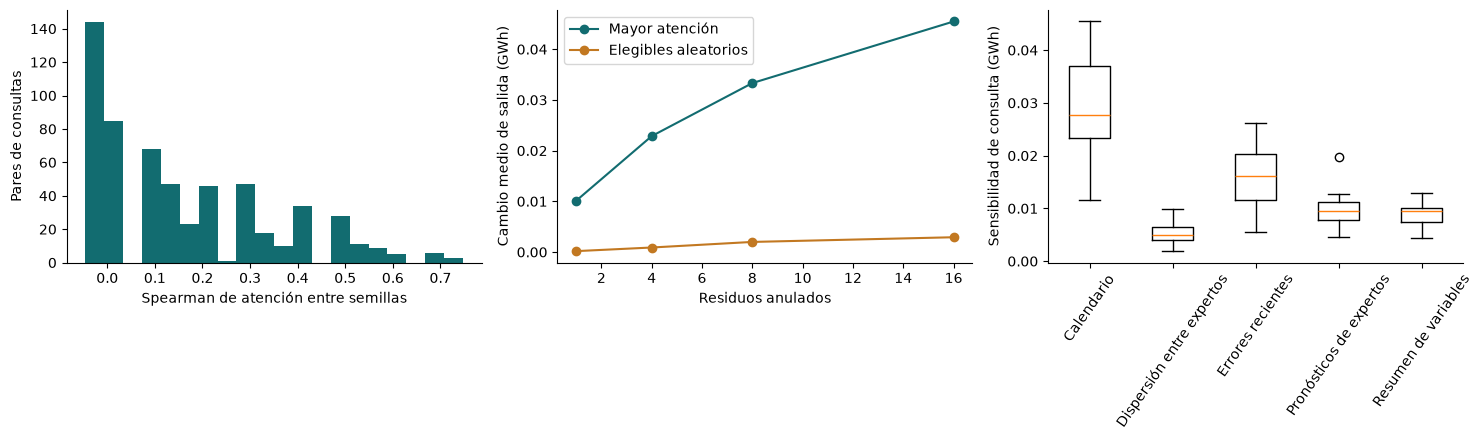 Pares de consultas
140
120
100
80
60
40
20
0
0.0 0.1 0.2 0.3 0.4 0.5 0.6 0.7
Spearman de atención entre semillas
Cambio medio de salida (GWh)
0.04
0.03
0.02
0.01
0.00
Mayor atención
Elegibles aleatorios
2 4 6 8 10 12 14 16
Residuos anulados
Sensibilidad de consulta (GWh)
0.04
0.03
0.02
0.01
0.00
Calendario
Dispersión entre expertos
Errores recientes
Pronósticos de expertos
Resumen de variables